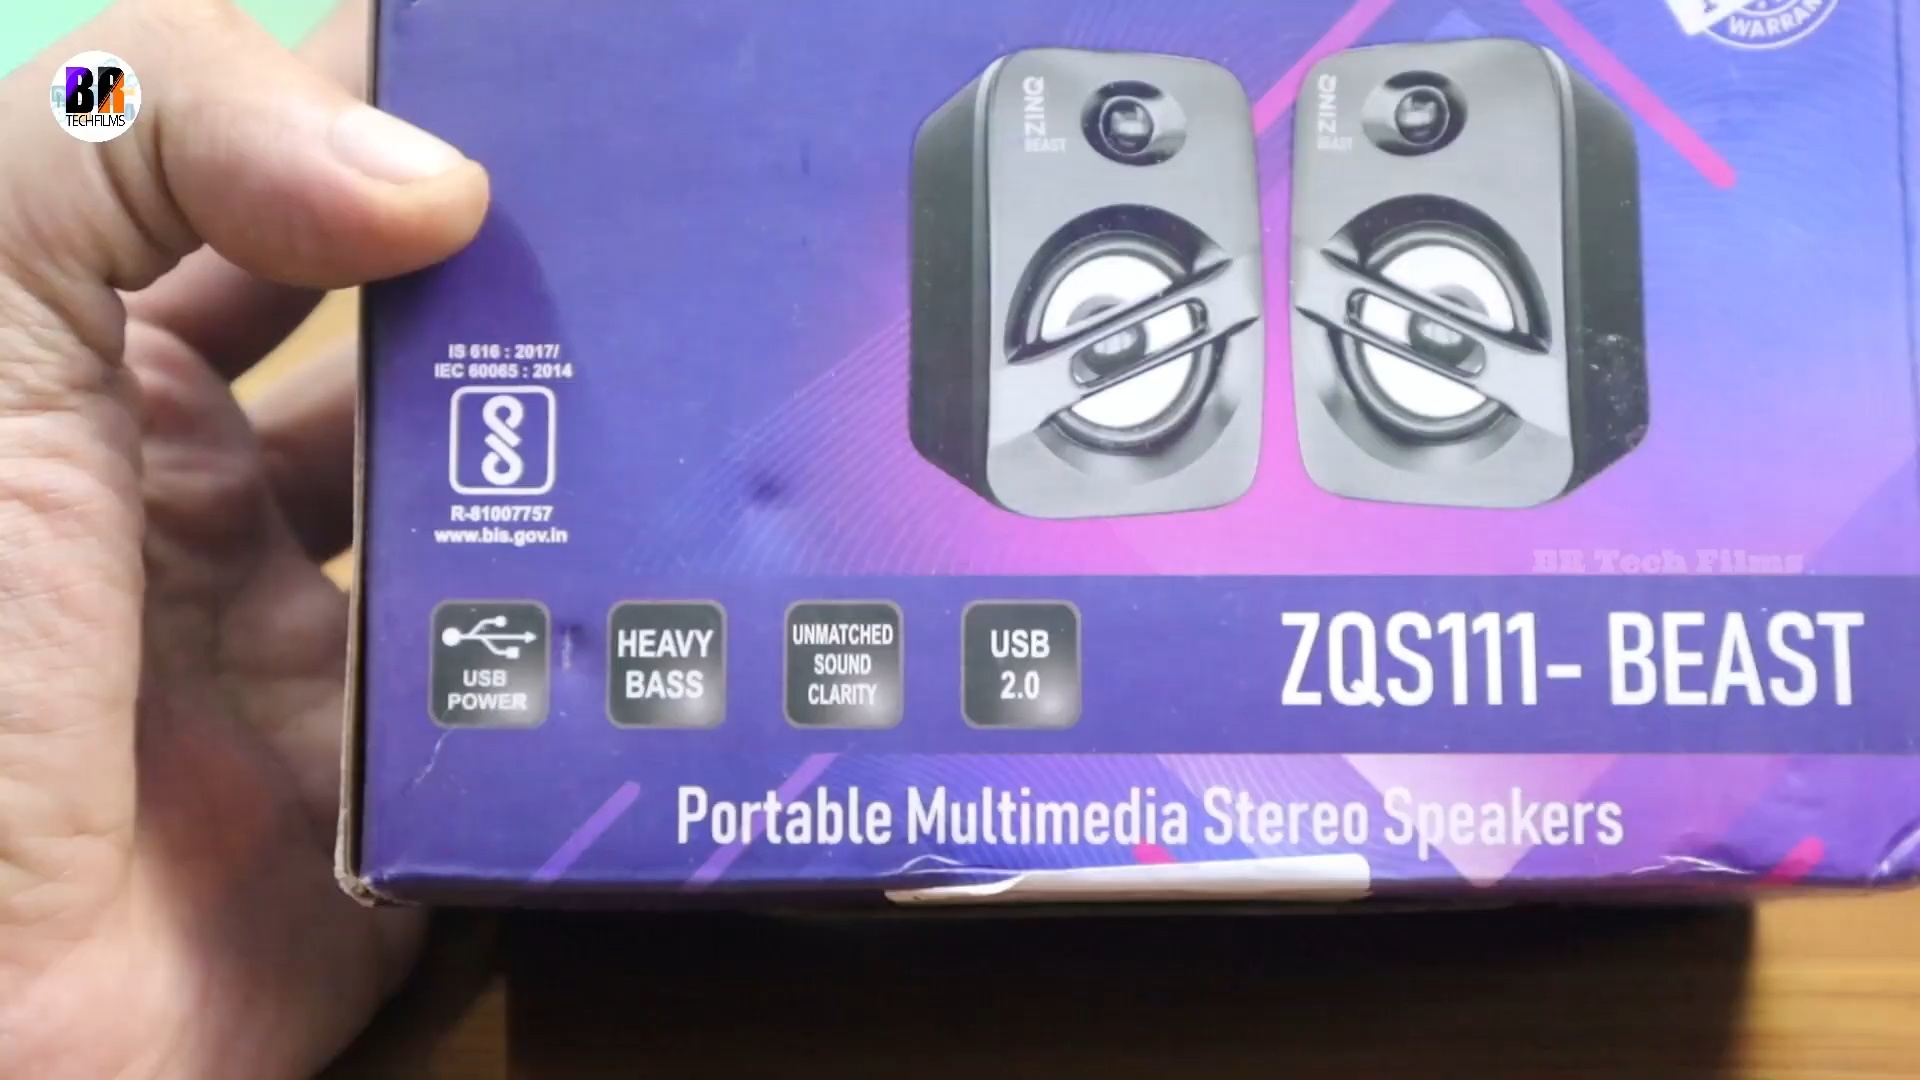 BR
TECHFILMS
WARRAN
ZINQ
BEAST
ZINQ
BEAST
IS 616 : 2017/
IEC 60065 : 2014
R-81007757
www.bis.gov.in
BR Tech Films
USB
POWER
HEAVY
BASS
UNMATCHED
SOUND
CLARITY
USB
2.0
ZQS111- BEAST
Portable Multimedia Stereo Speakers